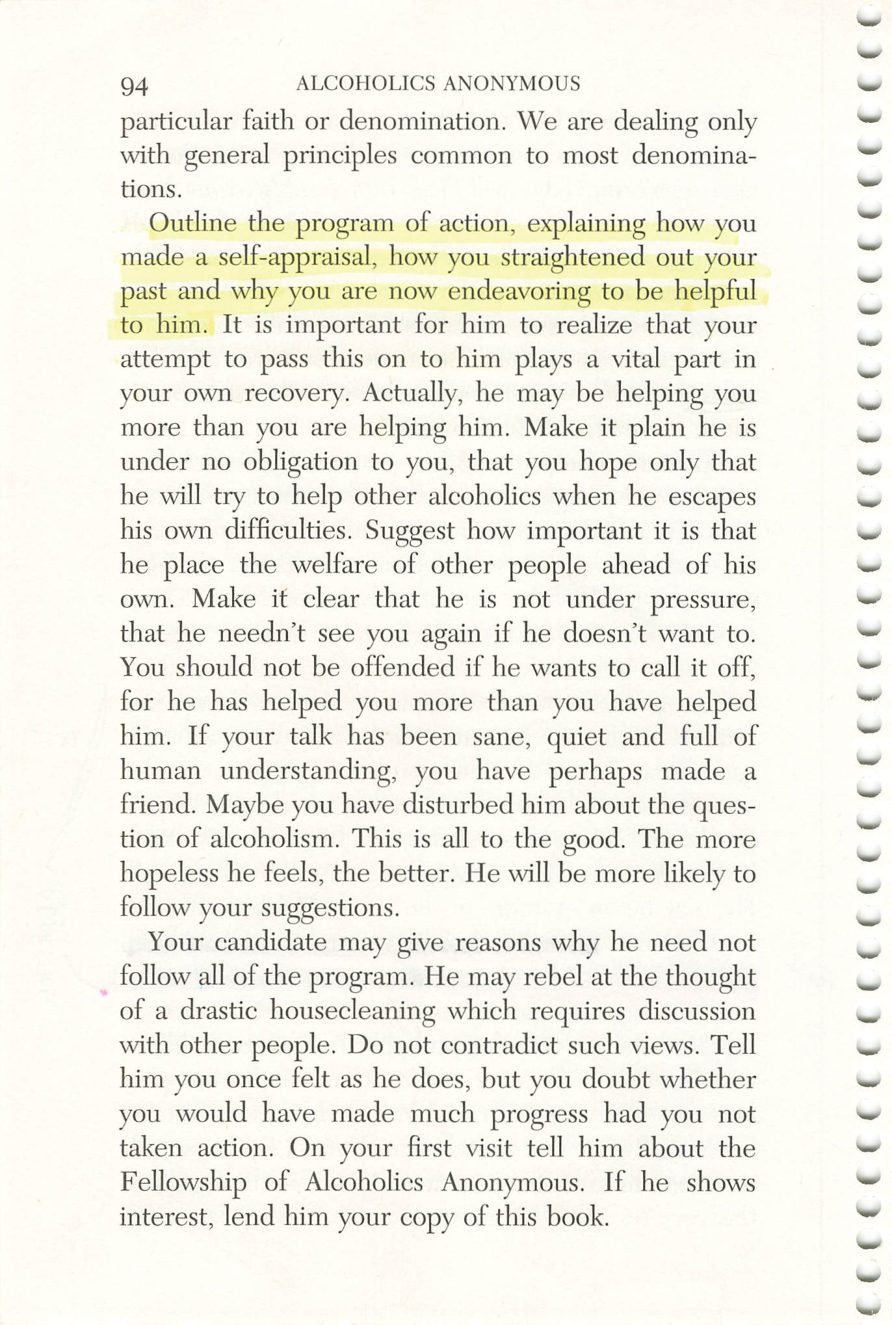 94 ALCOHOLICS ANONYMOUS
particular faith or denomination. We are dealing only
with general principles common to most denomina-
tions.
Outline the program of action, explaining how you
made a self-appraisal, how you straightened out your
past and why you are now endeavoring to be helpful
to him. It is important for him to realize that your
attempt to pass this on to him plays a vital part in
your own recovery. Actually, he may be helping you
more than you are helping him. Make it plain he is
under no obligation to you, that you hope only that
he will try to help other alcoholics when he escapes
his own difficulties. Suggest how important it is that
he place the welfare of other people ahead of his
own. Make it clear that he is not under pressure,
that he needn't see you again if he doesn't want to.
You should not be offended if he wants to call it off,
for he has helped you more than you have helped
him. If your talk has been sane, quiet and full of
human understanding, you have perhaps made a
friend. Maybe you have disturbed him about the ques-
tion of alcoholism. This is all to the good. The more
hopeless he feels, the better. He will be more likely to
follow your suggestions.
Your candidate may give reasons why he need not
follow all of the program. He may rebel at the thought
of a drastic housecleaning which requires discussion
with other people. Do not contradict such views. Tell
him you once felt as he does, but you doubt whether
you would have made much progress had you not
taken action. On your first visit tell him about the
Fellowship of Alcoholics Anonymous. If he shows
interest, lend him your copy of this book.